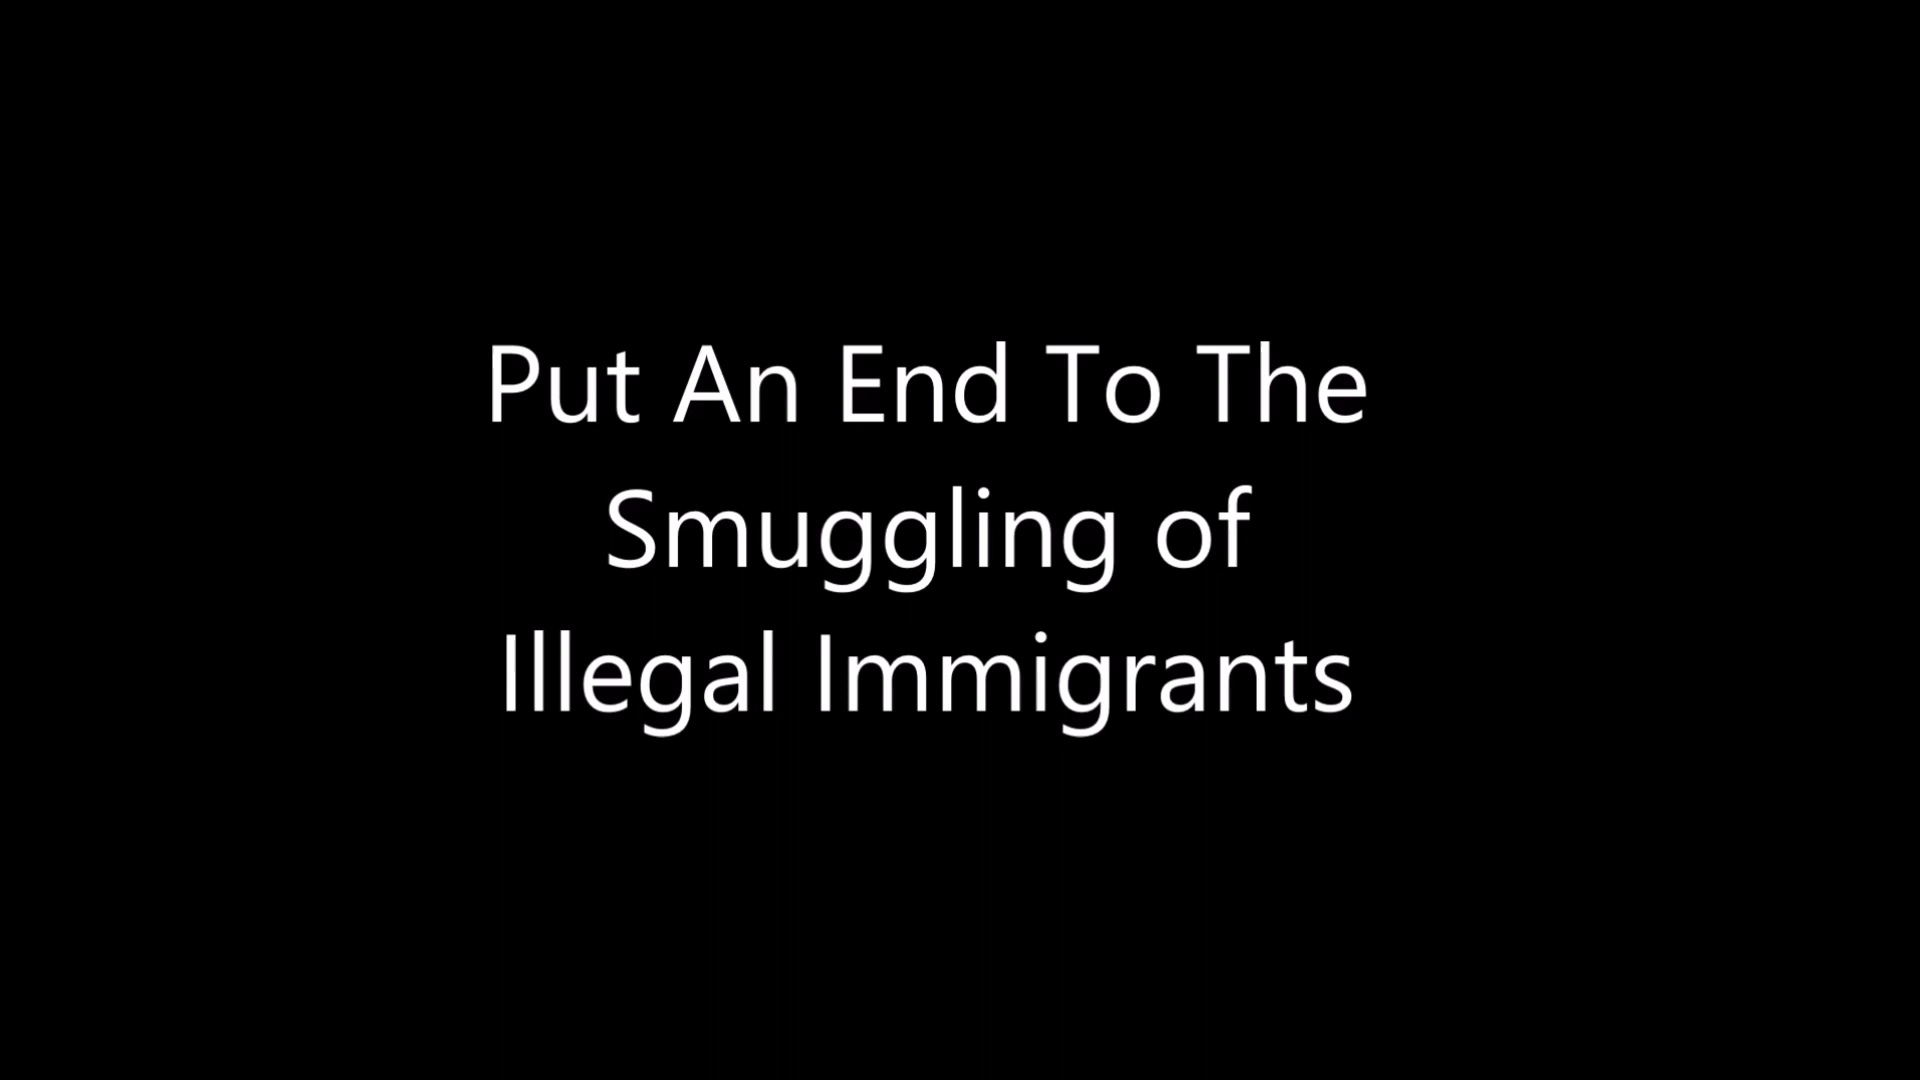 Put An End To The
Smuggling of
Illegal Immigrants